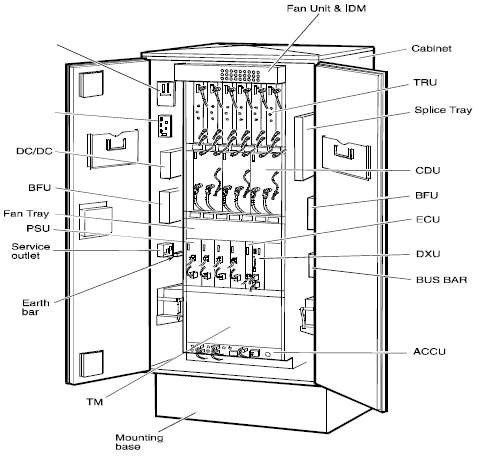 Fan Unit & IDM
Cabinet
TRU
Splice Tray
DC/DC
CDU
BFU
BFU
Fan Tray
ECU
PSU
Service
outlet
DXU
BUS BAR
Earth
bar
ACCU
TM
Mounting
base